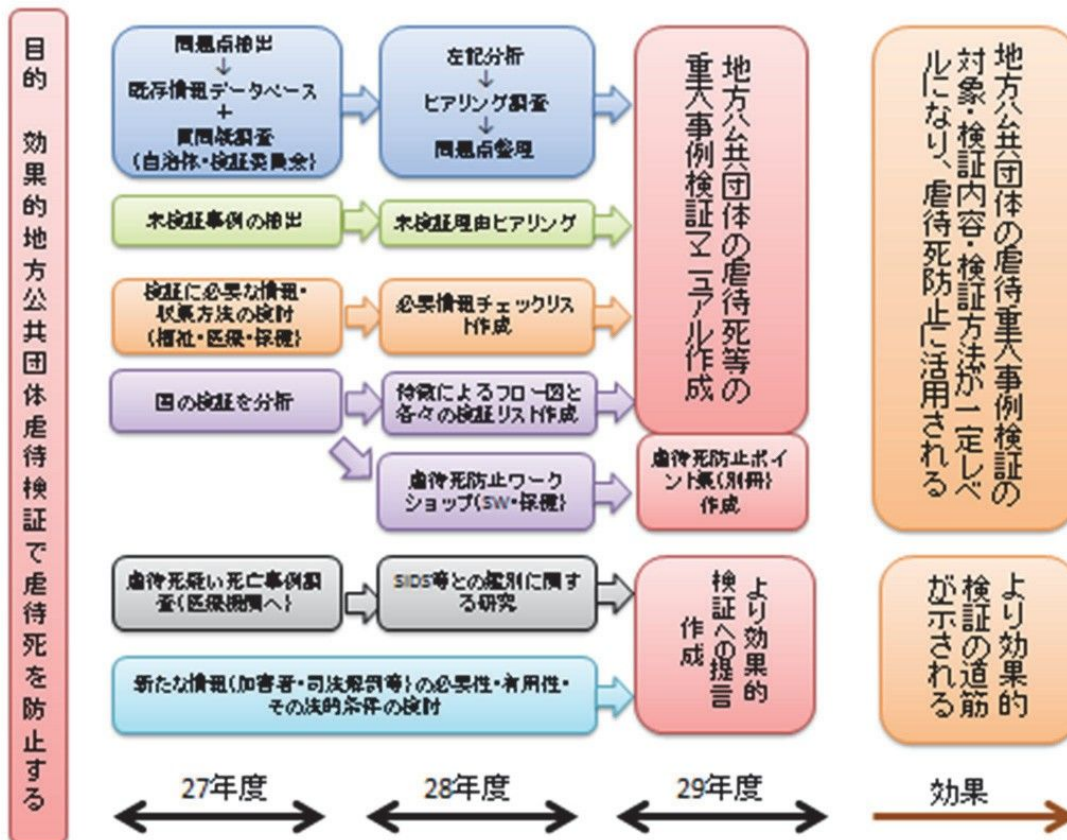 目的　効果的地方公共団体虐待検証で虐待死を防止する
問題点抽出
↓
既存情報データベース
+
質問紙調査
(自治体・検証委員会)
左記分析
↓
ヒアリング調査
↓
問題点整理
地方公共団体の虐待死等の
重大事例検証マニュアル作成
地方公共団体の虐待重大事例検証の
対象・検証内容・検証方法が一定レベ
ルになり、虐待死防止に活用される
未検証事例の抽出
未検証理由ヒアリング
検証に必要な情報・
収集方法の検討
(福祉・医療・保健)
必要情報チェックリ
スト作成
国の検証を分析
特徴によるフロー図と
各々の検証リスト作成
虐待死防止ワーク
ショップ(SW・保健)
虐待死防止ポイ
ント集(別冊)
作成
虐待死疑い死亡事例調
査(医療機関へ)
SIDS等との鑑別に関す
る研究
より効果的
検証への提言
作成
より効果的
検証の道筋
が示される
新たな情報(加害者・司法解剖等)の必要性・有用性・
その法的条件の検討
27年度
28年度
29年度
効果